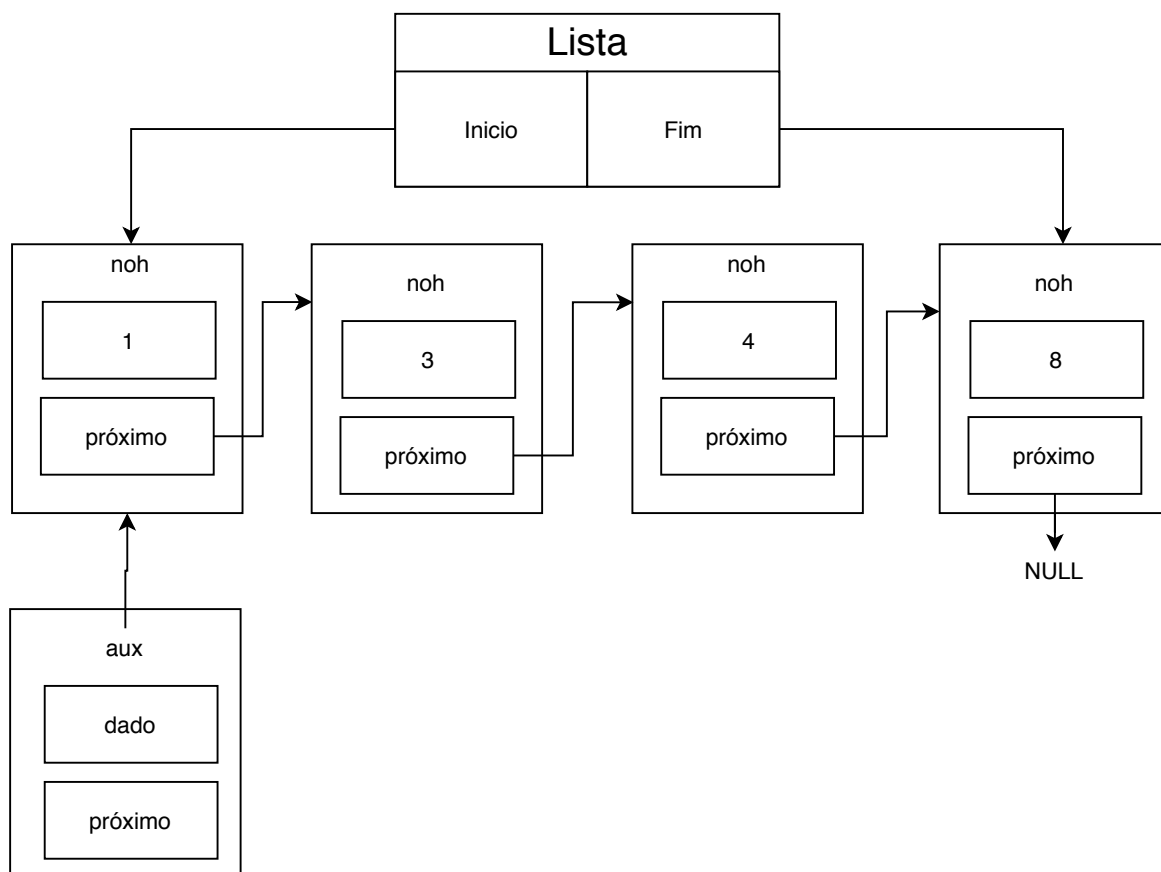 Lista
Inicio
Fim
noh
1
próximo
noh
3
próximo
noh
4
próximo
noh
8
próximo
NULL
aux
dado
próximo